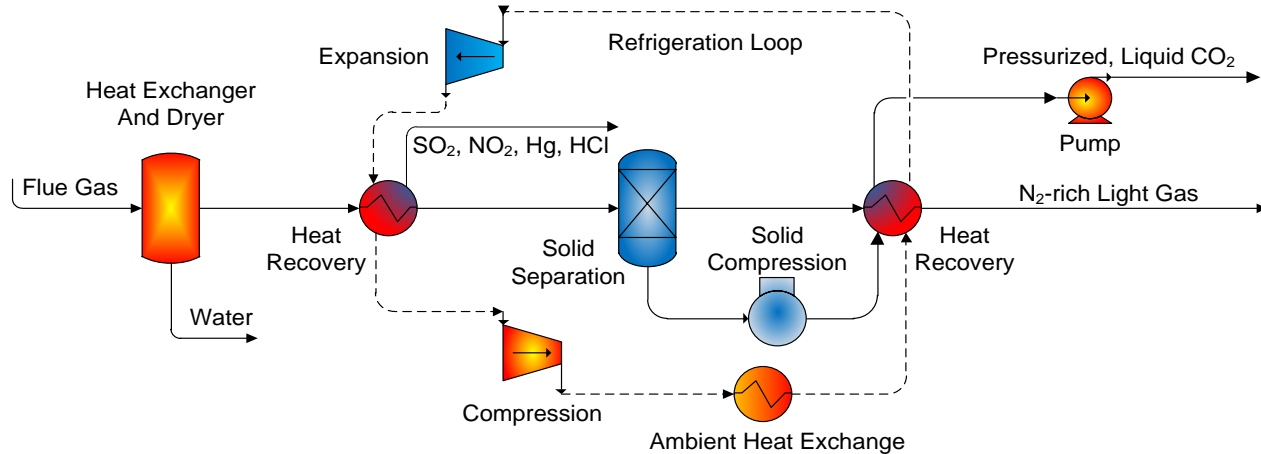 Expansion
Refrigeration Loop
Pressurized, Liquid CO₂
Heat Exchanger
And Dryer
SO₂, NO₂, Hg, HCl
Pump
Flue Gas
N₂-rich Light Gas
Heat
Recovery
Solid
Separation
Solid
Compression
Heat
Recovery
Water
Compression
Ambient Heat Exchange